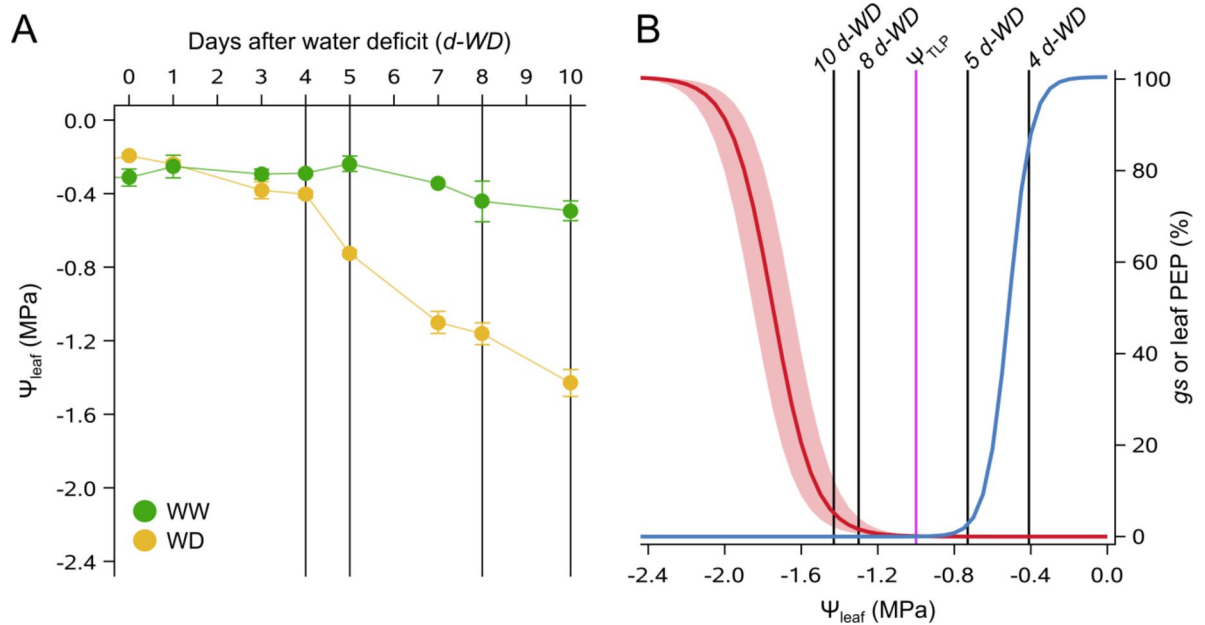 A
Days after water deficit (d-WD)
0 1 2 3 4 5 6 7 8 9 10
0.0
-0.4
-0.8
-1.2
-1.6
-2.0
-2.4
Ψleaf (MPa)
WW
WD
B
10 d-WD
8 d-WD
ΨTLP
5 d-WD
4 d-WD
100
80
60
40
20
0
gs or leaf PEP (%)
-2.4 -2.0 -1.6 -1.2 -0.8 -0.4 0.0
Ψleaf (MPa)